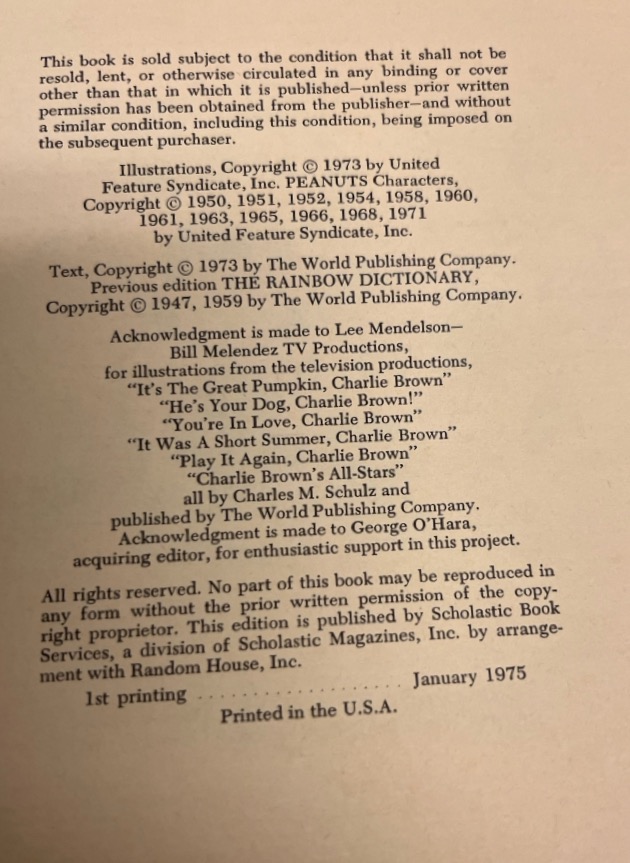 This book is sold subject to the condition that it shall not be
resold, lent, or otherwise circulated in any binding or cover
other than that in which it is published—unless prior written
permission has been obtained from the publisher—and without
a similar condition, including this condition, being imposed on
the subsequent purchaser.
Illustrations, Copyright © 1973 by United
Feature Syndicate, Inc. PEANUTS Characters,
Copyright © 1950, 1951, 1952, 1954, 1958, 1960,
1961, 1963, 1965, 1966, 1968, 1971
by United Feature Syndicate, Inc.
Text, Copyright © 1973 by The World Publishing Company.
Previous edition THE RAINBOW DICTIONARY,
Copyright © 1947, 1959 by The World Publishing Company.
Acknowledgment is made to Lee Mendelson—
Bill Melendez TV Productions,
for illustrations from the television productions,
“It’s The Great Pumpkin, Charlie Brown”
“He’s Your Dog, Charlie Brown!”
“You’re In Love, Charlie Brown”
“It Was A Short Summer, Charlie Brown”
“Play It Again, Charlie Brown”
“Charlie Brown’s All-Stars”
all by Charles M. Schulz and
published by The World Publishing Company.
Acknowledgment is made to George O’Hara,
acquiring editor, for enthusiastic support in this project.
All rights reserved. No part of this book may be reproduced in
any form without the prior written permission of the copy-
right proprietor. This edition is published by Scholastic Book
Services, a division of Scholastic Magazines, Inc. by arrange-
ment with Random House, Inc.
1st printing . . . . . . . . . . . . . . . . . . . . January 1975
Printed in the U.S.A.